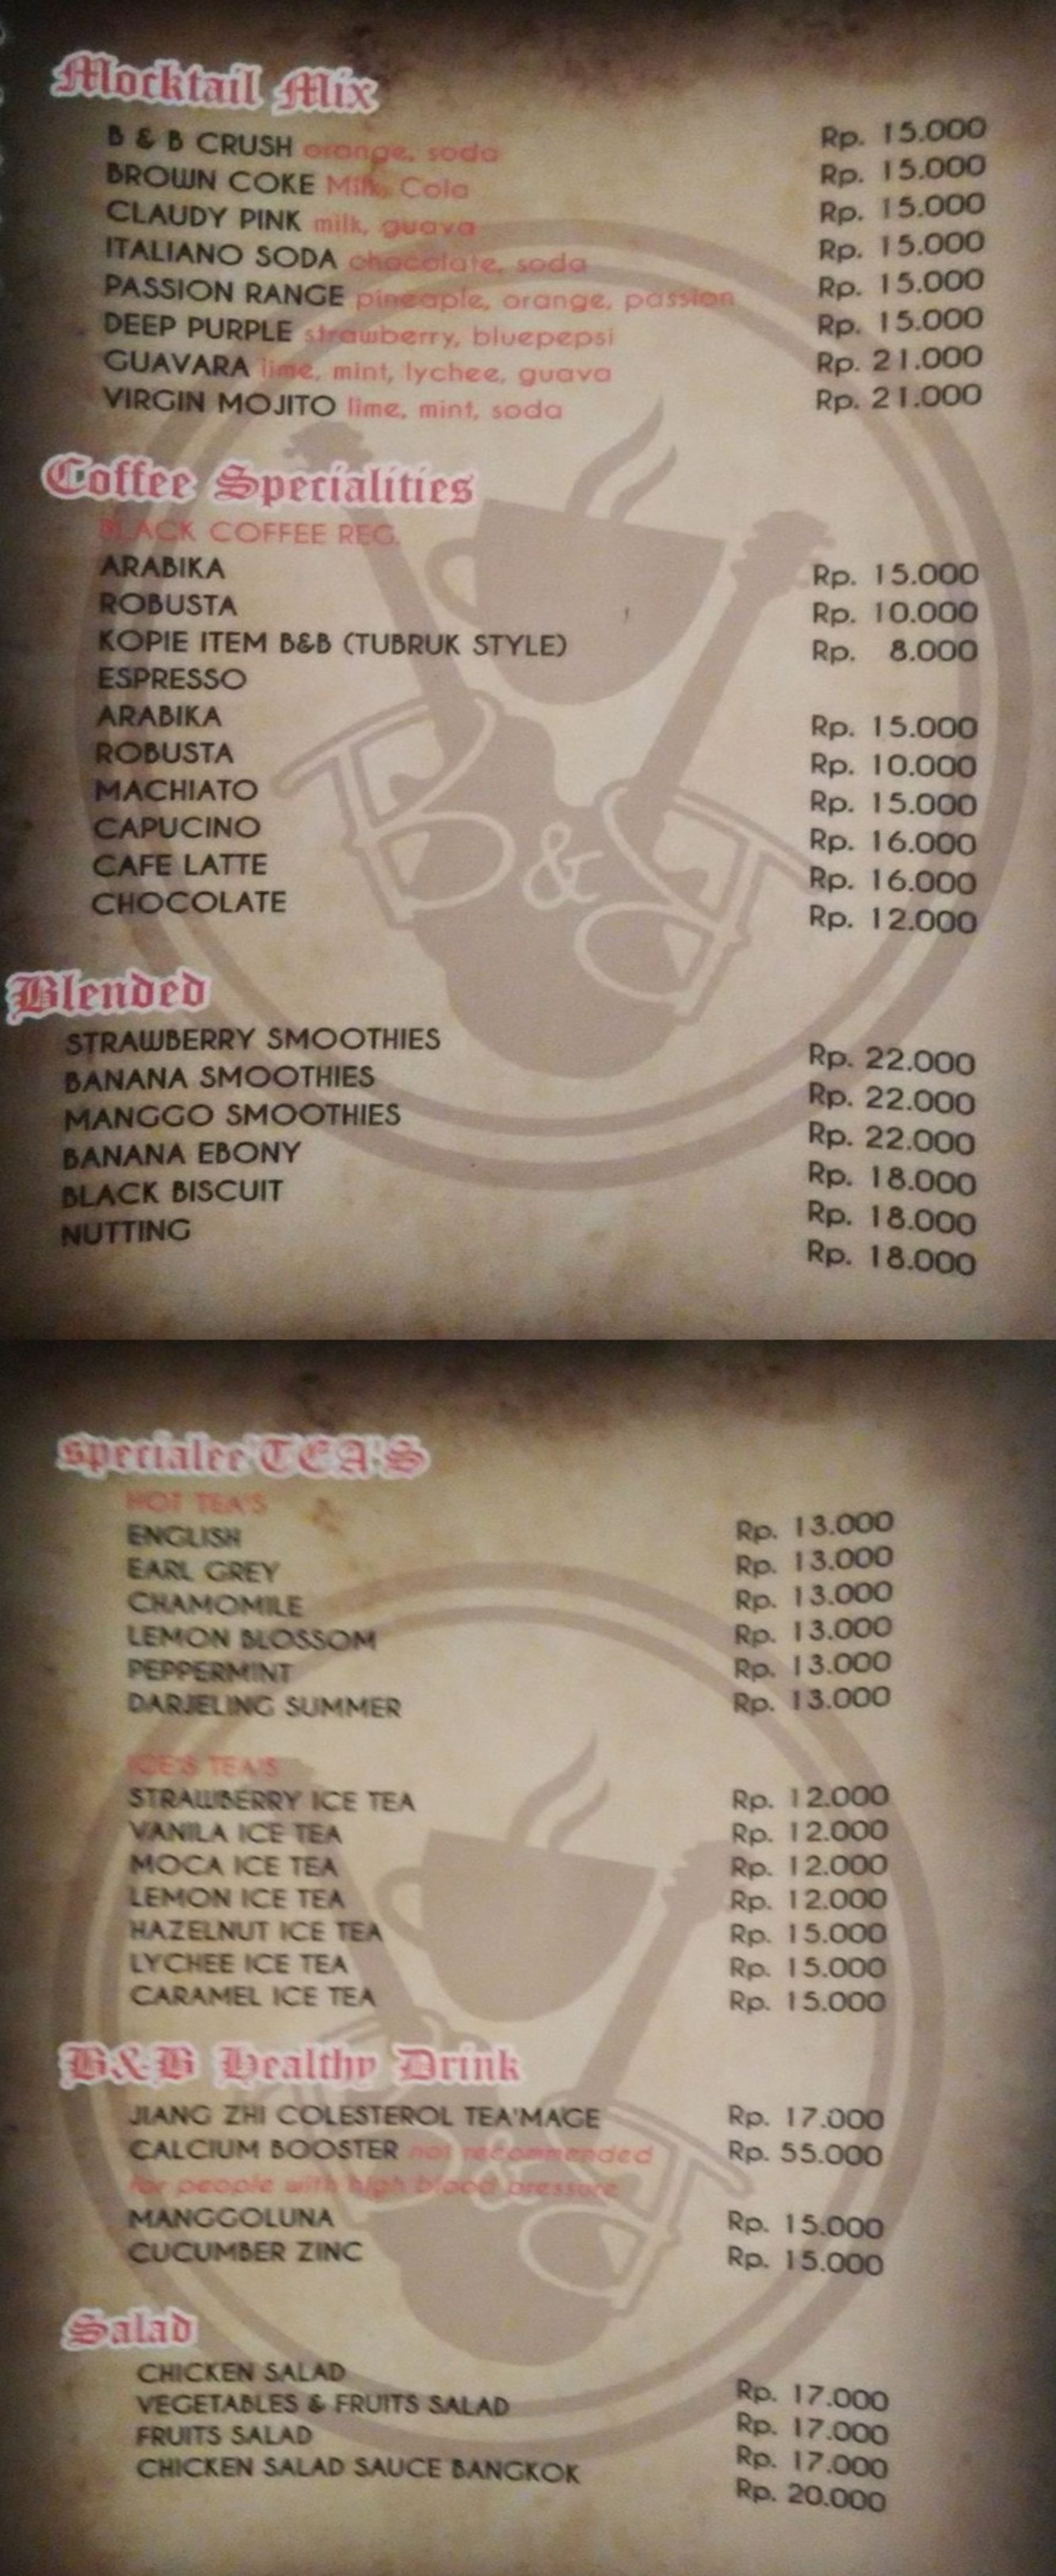 Mocktail Mix
B & B CRUSH orange, soda Rp. 15.000
BROWN COKE Milk, Cola Rp. 15.000
CLAUDY PINK milk, guava Rp. 15.000
ITALIANO SODA chocolate, soda Rp. 15.000
PASSION RANGE pineaple, orange, passion Rp. 15.000
DEEP PURPLE strawberry, bluepepsi Rp. 15.000
GUAVARA lime, mint, lychee, guava Rp. 21.000
VIRGIN MOJITO lime, mint, soda Rp. 21.000
Coffee Specialities
BLACK COFFEE REG.
ARABIKA Rp. 15.000
ROBUSTA Rp. 10.000
KOPIE ITEM B&B (TUBRUK STYLE) Rp. 8.000
ESPRESSO
ARABIKA Rp. 15.000
ROBUSTA Rp. 10.000
MACHIATO Rp. 15.000
CAPUCINO Rp. 16.000
CAFE LATTE Rp. 16.000
CHOCOLATE Rp. 12.000
Blended
STRAWBERRY SMOOTHIES Rp. 22.000
BANANA SMOOTHIES Rp. 22.000
MANGGO SMOOTHIES Rp. 22.000
BANANA EBONY Rp. 18.000
BLACK BISCUIT Rp. 18.000
NUTTING Rp. 18.000
specialee TEA'S
HOT TEA'S
ENGLISH Rp. 13.000
EARL GREY Rp. 13.000
CHAMOMILE Rp. 13.000
LEMON BLOSSOM Rp. 13.000
PEPPERMINT Rp. 13.000
DARJELING SUMMER Rp. 13.000
ICE'S TEA'S
STRAWBERRY ICE TEA Rp. 12.000
VANILA ICE TEA Rp. 12.000
MOCA ICE TEA Rp. 12.000
LEMON ICE TEA Rp. 12.000
HAZELNUT ICE TEA Rp. 15.000
LYCHEE ICE TEA Rp. 15.000
CARAMEL ICE TEA Rp. 15.000
B&B Healthy Drink
JIANG ZHI COLESTEROL TEA'MAGE Rp. 17.000
CALCIUM BOOSTER not recommended Rp. 55.000
for people with high blood pressure
MANGGOLUNA Rp. 15.000
CUCUMBER ZINC Rp. 15.000
Salad
CHICKEN SALAD Rp. 17.000
VEGETABLES & FRUITS SALAD Rp. 17.000
FRUITS SALAD Rp. 17.000
CHICKEN SALAD SAUCE BANGKOK Rp. 20.000